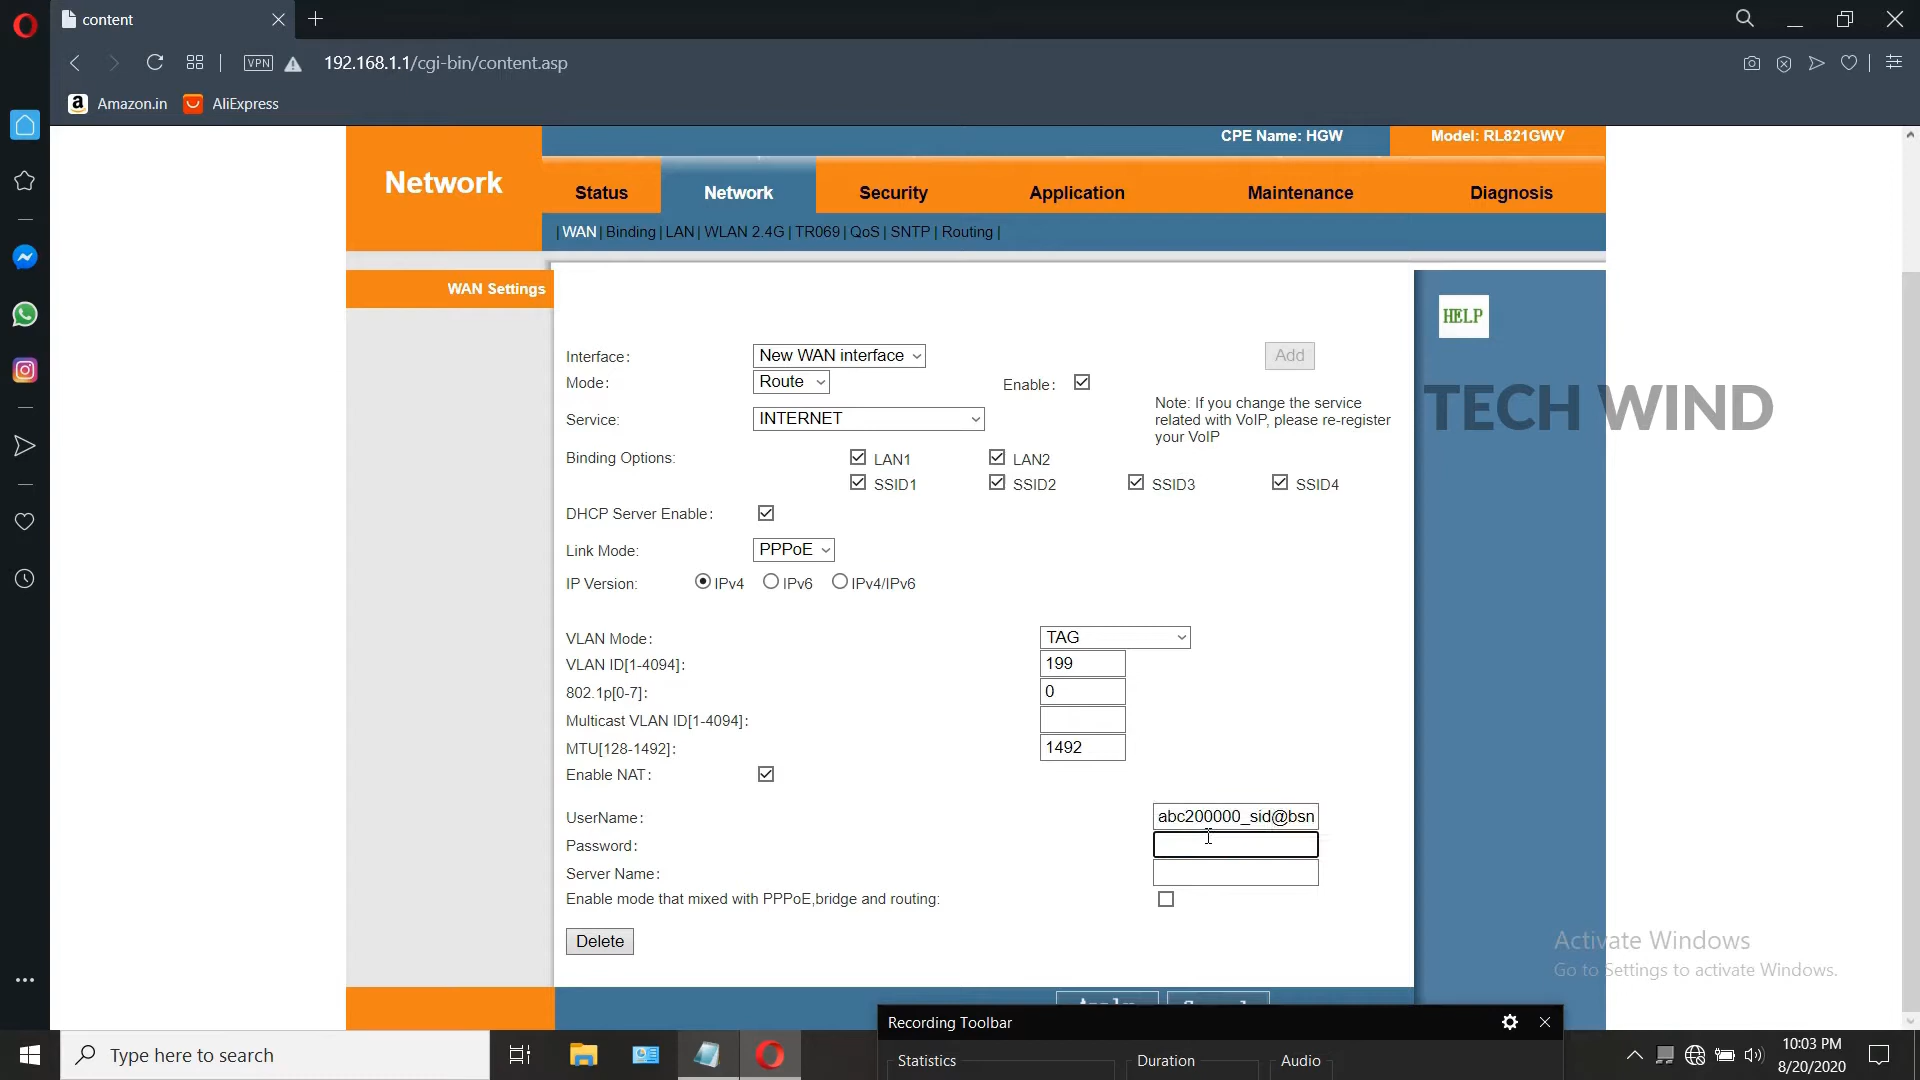 content
VPN
192.168.1.1/cgi-bin/content.asp
Amazon.in
AliExpress
CPE Name: HGW
Model: RL821GWV
Network
Status
Network
Security
Application
Maintenance
Diagnosis
| WAN | Binding | LAN | WLAN 2.4G | TR069 | QoS | SNTP | Routing |
WAN Settings
HELP
Interface:
New WAN interface
Add
Mode:
Route
Enable:
Service:
INTERNET
Note: If you change the service
related with VoIP, please re-register
your VoIP
TECH WIND
Binding Options:
LAN1
LAN2
SSID1
SSID2
SSID3
SSID4
DHCP Server Enable:
Link Mode:
PPPoE
IP Version:
IPv4
IPv6
IPv4/IPv6
VLAN Mode:
TAG
VLAN ID[1-4094]:
199
802.1p[0-7]:
0
Multicast VLAN ID[1-4094]:
MTU[128-1492]:
1492
Enable NAT:
UserName:
abc200000_sid@bsn
Password:
Server Name:
Enable mode that mixed with PPPoE,bridge and routing:
Delete
Activate Windows
Go to Settings to activate Windows.
Recording Toolbar
Statistics
Duration
Audio
Type here to search
10:03 PM
8/20/2020